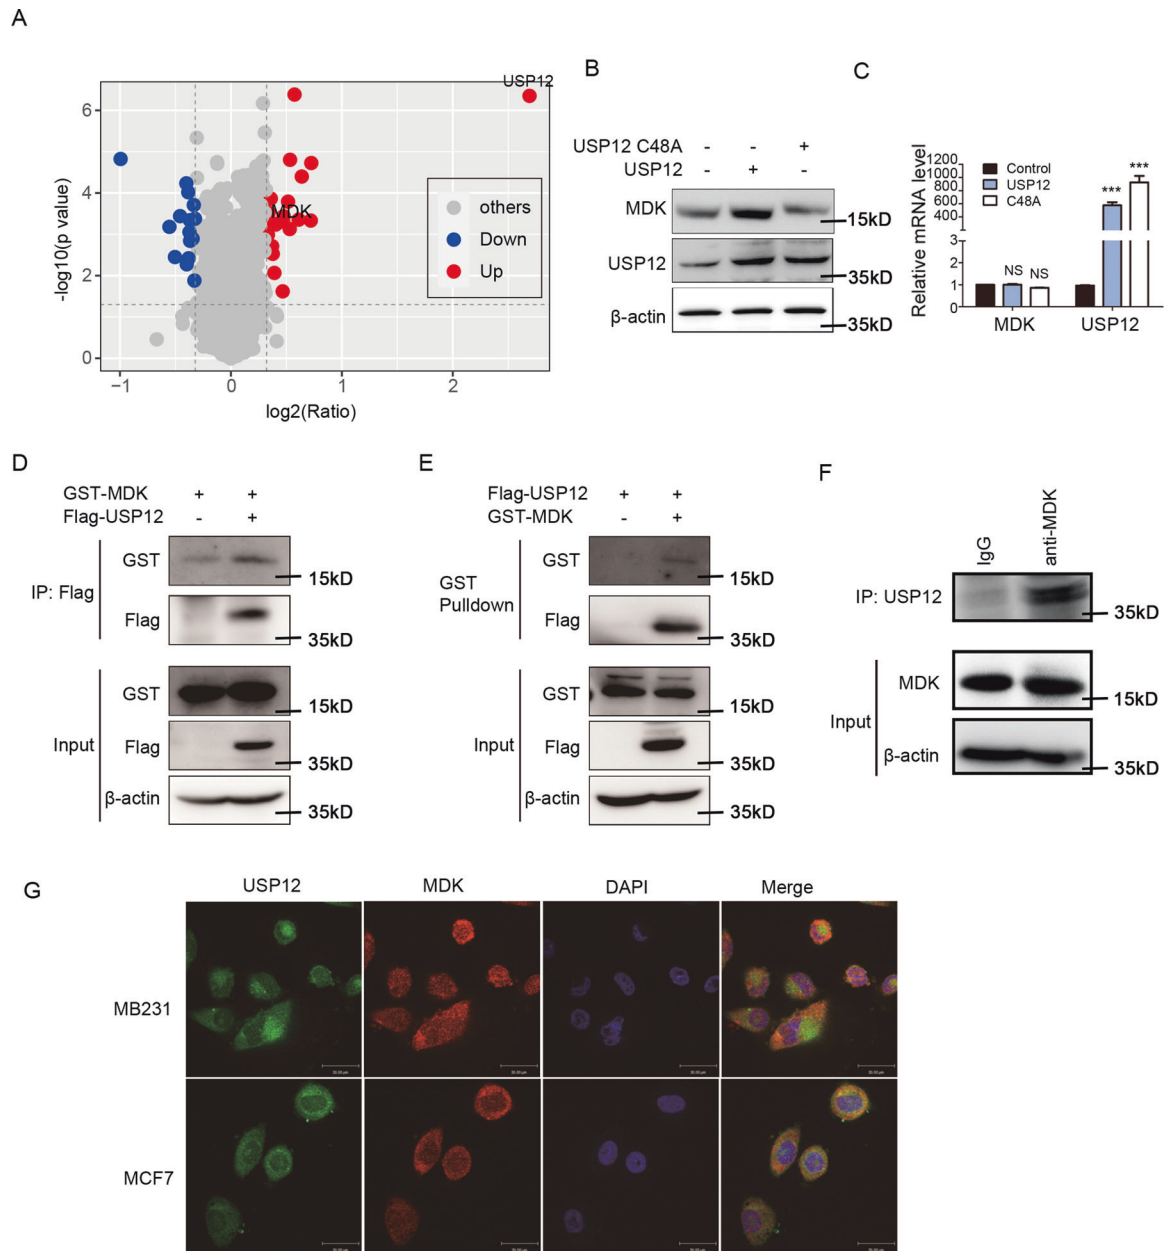 A
USP12
6
4
2
0
-log10(p value)
MDK
others
Down
Up
−1
0
1
2
log2(Ratio)
B
USP12 C48A - - +
USP12 - + -
MDK
15kD
USP12
35kD
β-actin
35kD
C
Relative mRNA level
1200
1000
800
600
400
3
2
1
0
Control
USP12
C48A
NS NS
*** ***
MDK USP12
D
GST-MDK + +
Flag-USP12 - +
IP: Flag
GST
15kD
Flag
35kD
Input
GST
15kD
Flag
35kD
β-actin
35kD
E
Flag-USP12 + +
GST-MDK - +
GST
Pulldown
GST
15kD
Flag
35kD
Input
GST
15kD
Flag
35kD
β-actin
35kD
F
IgG
anti-MDK
IP: USP12
35kD
Input
MDK
15kD
β-actin
35kD
G
USP12 MDK DAPI Merge
MB231
MCF7